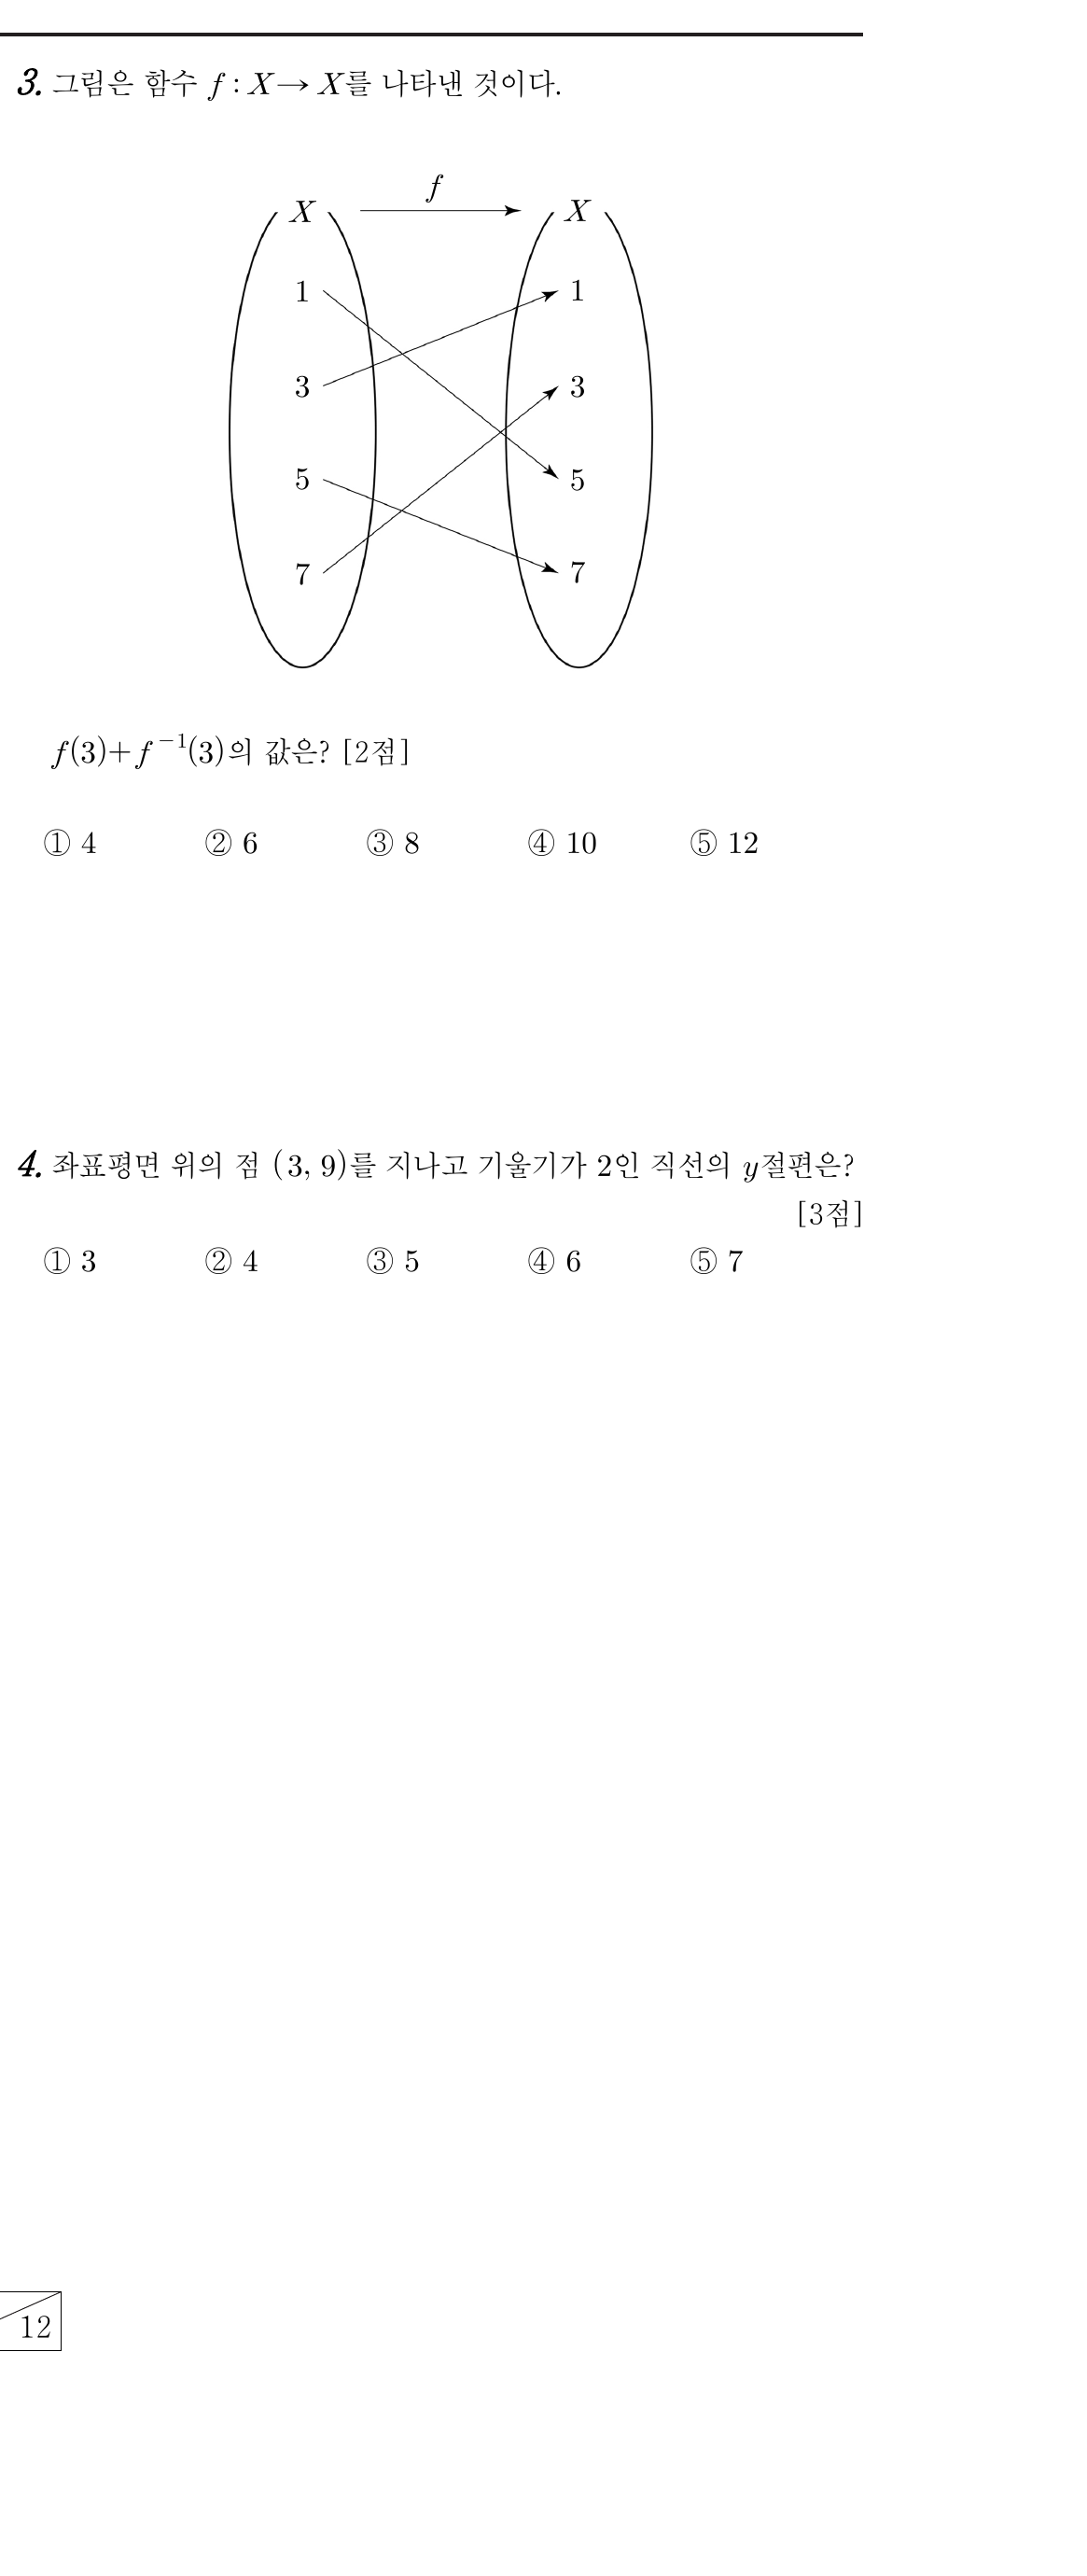 3. 그림은 함수 f : X → X를 나타낸 것이다.
f
X X
1 1
3 3
5 5
7 7
f(3)+f⁻¹(3)의 값은? [2점]
① 4 ② 6 ③ 8 ④ 10 ⑤ 12
4. 좌표평면 위의 점 (3, 9)를 지나고 기울기가 2인 직선의 y절편은?
[3점]
① 3 ② 4 ③ 5 ④ 6 ⑤ 7
12